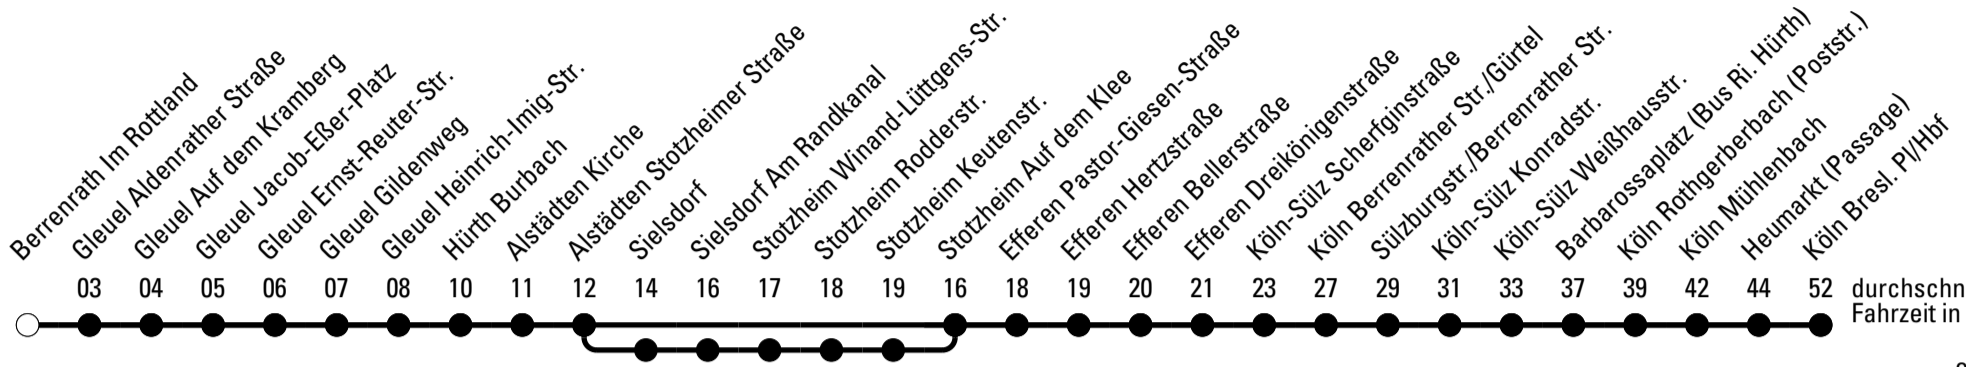 Berrenrath Im Rottland
Gleuel Aldenrather Straße
Gleuel Auf dem Kramberg
Gleuel Jacob-Eßer-Platz
Gleuel Ernst-Reuter-Str.
Gleuel Gildenweg
Gleuel Heinrich-Imig-Str.
Hürth Burbach
Alstädten Kirche
Alstädten Stotzheimer Straße
Sielsdorf
Sielsdorf Am Randkanal
Stotzheim Winand-Lüttgens-Str.
Stotzheim Rodderstr.
Stotzheim Keutenstr.
Stotzheim Auf dem Klee
Efferen Pastor-Giesen-Straße
Efferen Hertzstraße
Efferen Bellerstraße
Efferen Dreikönigenstraße
Köln-Sülz Scherfginstraße
Köln Berrenrather Str./Gürtel
Sülzburgstr./Berrenrather Str.
Köln-Sülz Konradstr.
Köln-Sülz Weißhausstr.
Barbarossaplatz (Bus Ri. Hürth)
Köln Rothgerberbach (Poststr.)
Köln Mühlenbach
Heumarkt (Passage)
Köln Bresl. Pl/Hbf
03 04 05 06 07 08 10 11 12 14 16 17 18 19 16 18 19 20 21 23 27 29 31 33 37 39 42 44 52 durchschn
Fahrzeit in